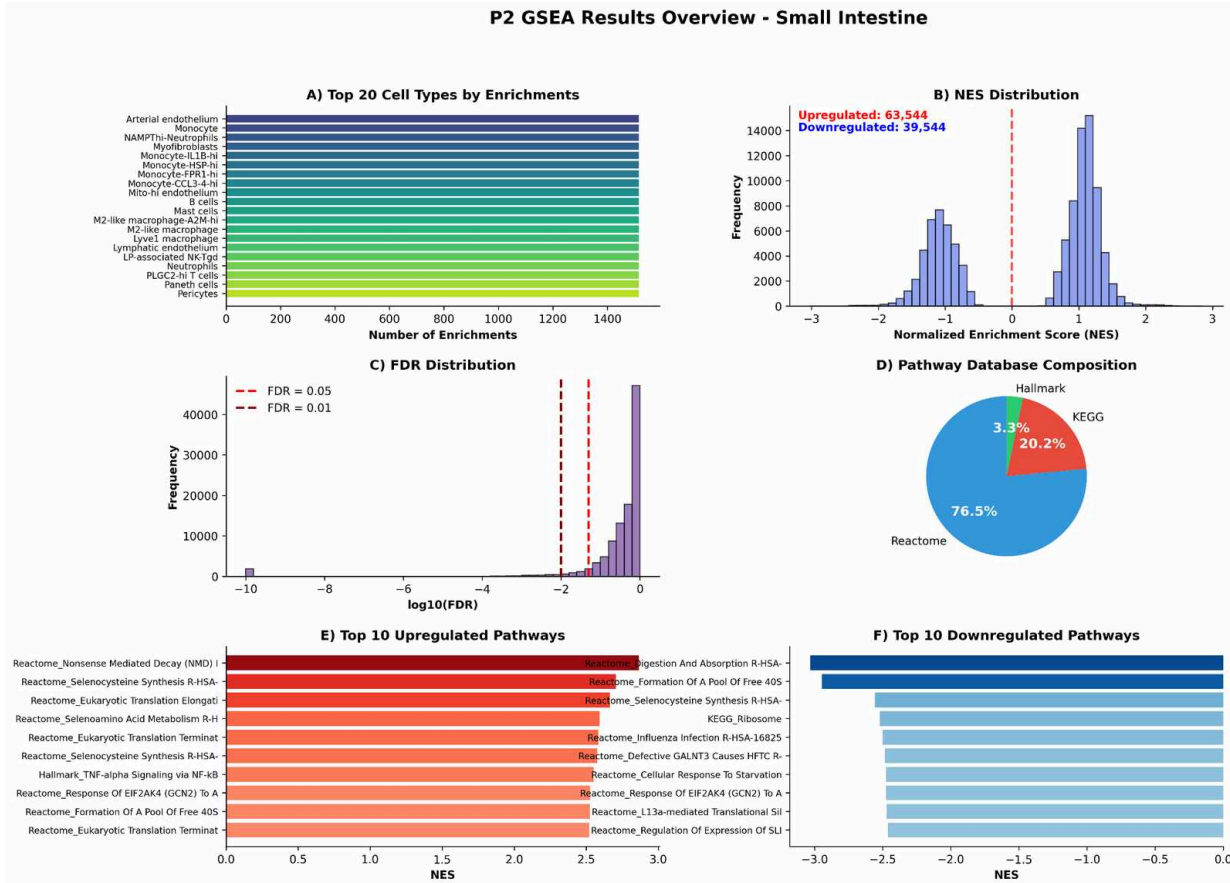 P2 GSEA Results Overview - Small Intestine
A) Top 20 Cell Types by Enrichments
Arterial endothelium
Monocyte
NAMPThi-Neutrophils
Myofibroblasts
Monocyte-IL1B-hi
Monocyte-HSP-hi
Monocyte-FPR1-hi
Monocyte-CCL3-4-hi
Mito-hi endothelium
B cells
Mast cells
M2-like macrophage-A2M-hi
M2-like macrophage
Lyve1 macrophage
Lymphatic endothelium
LP-associated NK-Tgd
Neutrophils
PLGC2-hi T cells
Paneth cells
Pericytes
0 200 400 600 800 1000 1200 1400
Number of Enrichments
B) NES Distribution
Upregulated: 63,544
Downregulated: 39,544
Frequency
14000
12000
10000
8000
6000
4000
2000
0
−3 −2 −1 0 1 2 3
Normalized Enrichment Score (NES)
C) FDR Distribution
FDR = 0.05
FDR = 0.01
Frequency
40000
30000
20000
10000
0
−10 −8 −6 −4 −2 0
log10(FDR)
D) Pathway Database Composition
Hallmark
3.3%
KEGG
20.2%
76.5%
Reactome
E) Top 10 Upregulated Pathways
Reactome_Nonsense Mediated Decay (NMD) I
Reactome_Selenocysteine Synthesis R-HSA-
Reactome_Eukaryotic Translation Elongati
Reactome_Selenoamino Acid Metabolism R-H
Reactome_Eukaryotic Translation Terminat
Reactome_Selenocysteine Synthesis R-HSA-
Hallmark_TNF-alpha Signaling via NF-kB
Reactome_Response Of EIF2AK4 (GCN2) To A
Reactome_Formation Of A Pool Of Free 40S
Reactome_Eukaryotic Translation Terminat
0.0 0.5 1.0 1.5 2.0 2.5 3.0
NES
F) Top 10 Downregulated Pathways
Reactome_Digestion And Absorption R-HSA-
Reactome_Formation Of A Pool Of Free 40S
Reactome_Selenocysteine Synthesis R-HSA-
KEGG_Ribosome
Reactome_Influenza Infection R-HSA-16825
Reactome_Defective GALNT3 Causes HFTC R-
Reactome_Cellular Response To Starvation
Reactome_Response Of EIF2AK4 (GCN2) To A
Reactome_L13a-mediated Translational Sil
Reactome_Regulation Of Expression Of SLI
−3.0 −2.5 −2.0 −1.5 −1.0 −0.5 0.0
NES